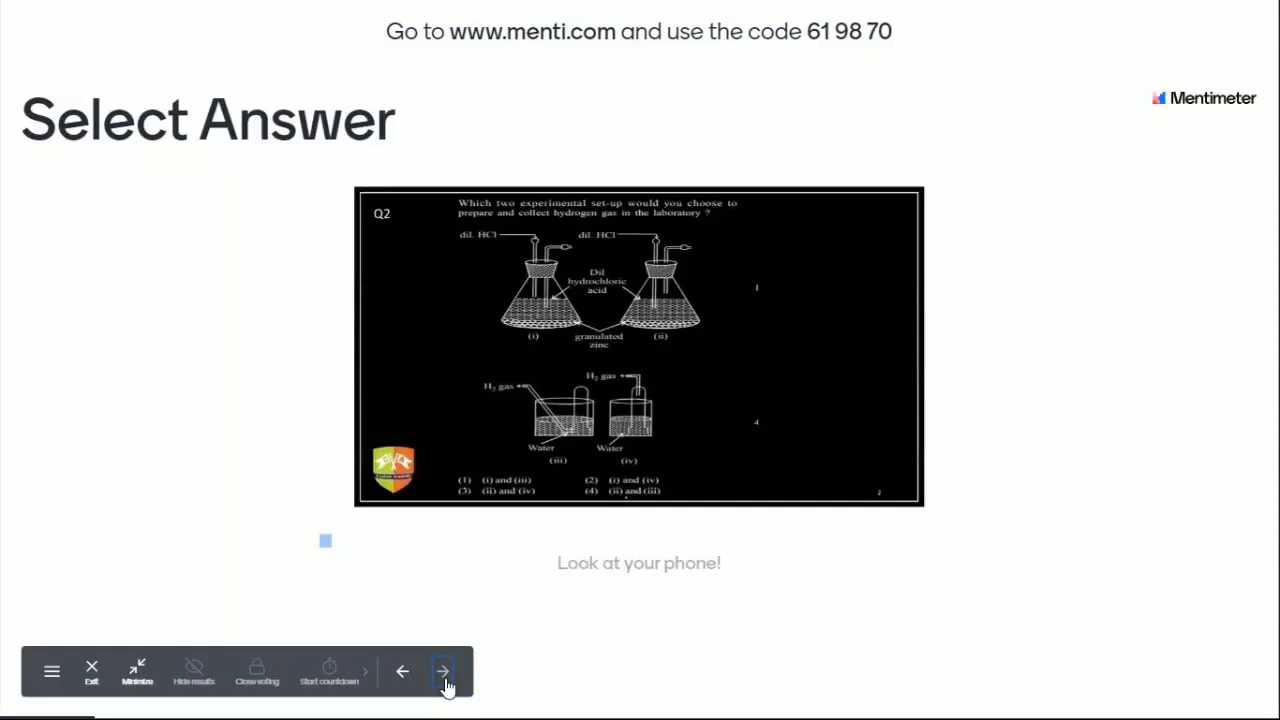 Go to www.menti.com and use the code 61 98 70
Select Answer
Mentimeter
Q2
Which two experimental set-up would you choose to
prepare and collect hydrogen gas in the laboratory ?
dil. HCl
dil. HCl
Dil
hydrochloric
acid
1
(i)
granulated
zinc
(ii)
H₂ gas
H₂ gas
4
Water
Water
(iii)
(iv)
(1) (i) and (iii)
(2) (i) and (iv)
(3) (ii) and (iv)
(4) (ii) and (iii)
2
Look at your phone!
Exit
Minimize
Hide results
Close voting
Start countdown